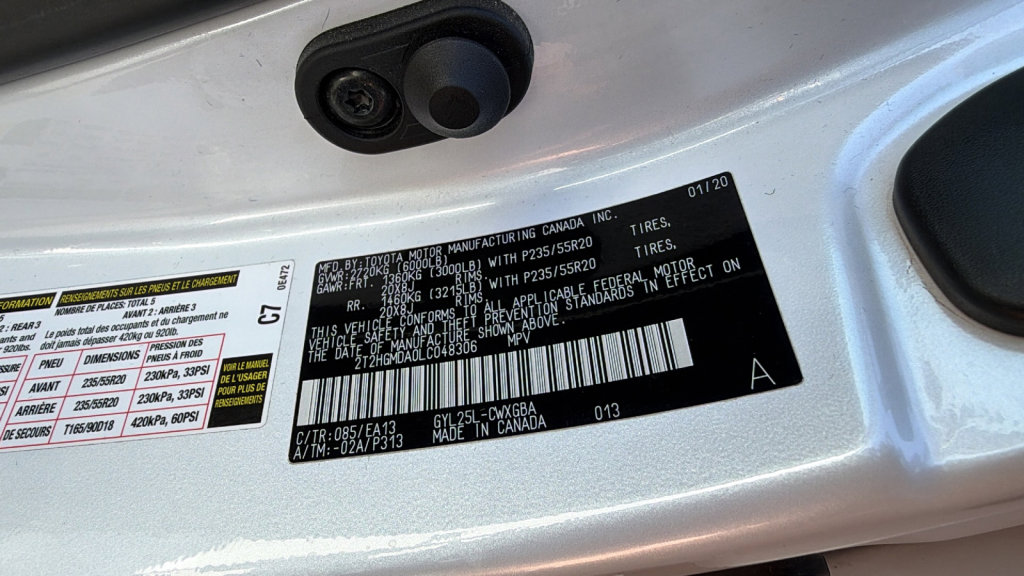 NFORMATION
RENSEIGNEMENTS SUR LES PNEUS ET LE CHARGEMENT
NOMBRE DE PLACES: TOTAL 5
2 : REAR 3
AVANT 2 : ARRIÈRE 3
Le poids total des occupants et du chargement ne
doit jamais dépasser 420kg ou 920lb.
920lbs.
PNEU DIMENSIONS PRESSION DES PNEUS À FROID
AVANT 235/55R20 230kPa, 33PSI
ARRIÈRE 235/55R20 230kPa, 33PSI
DE SECOURS T165/90D18 420kPa, 60PSI
VOIR LE MANUEL
DE L'USAGER
POUR PLUS DE
RENSEIGNEMENTS
C7
0E472
MFD.BY:TOYOTA MOTOR MANUFACTURING CANADA INC. 01/20
GVWR 2720KG (6000LB)
GAWR:FRT. 1360KG (3000LB) WITH P235/55R20 TIRES,
20X8J RIMS
RR. 1460KG (3215LB) WITH P235/55R20 TIRES,
20X8J RIMS.
THIS VEHICLE CONFORMS TO ALL APPLICABLE FEDERAL MOTOR
VEHICLE SAFETY AND THEFT PREVENTION STANDARDS IN EFFECT ON
THE DATE OF MANUFACTURE SHOWN ABOVE.
2T2HGMDA0LC048306 MPV
C/TR:085/EA13 GYL25L-CWXGBA 013
A/TM:-02A/P313 MADE IN CANADA
A